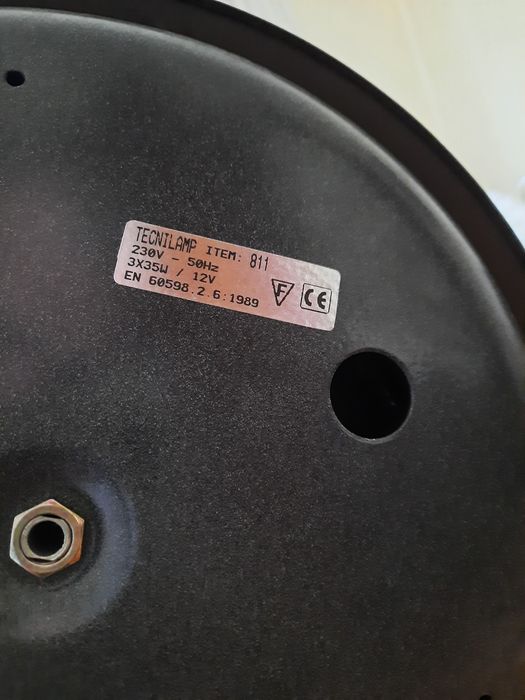 TECNILAMP ITEM: 811
230V - 50Hz
3X35W / 12V
EN 60598.2.6:1989
F
CE